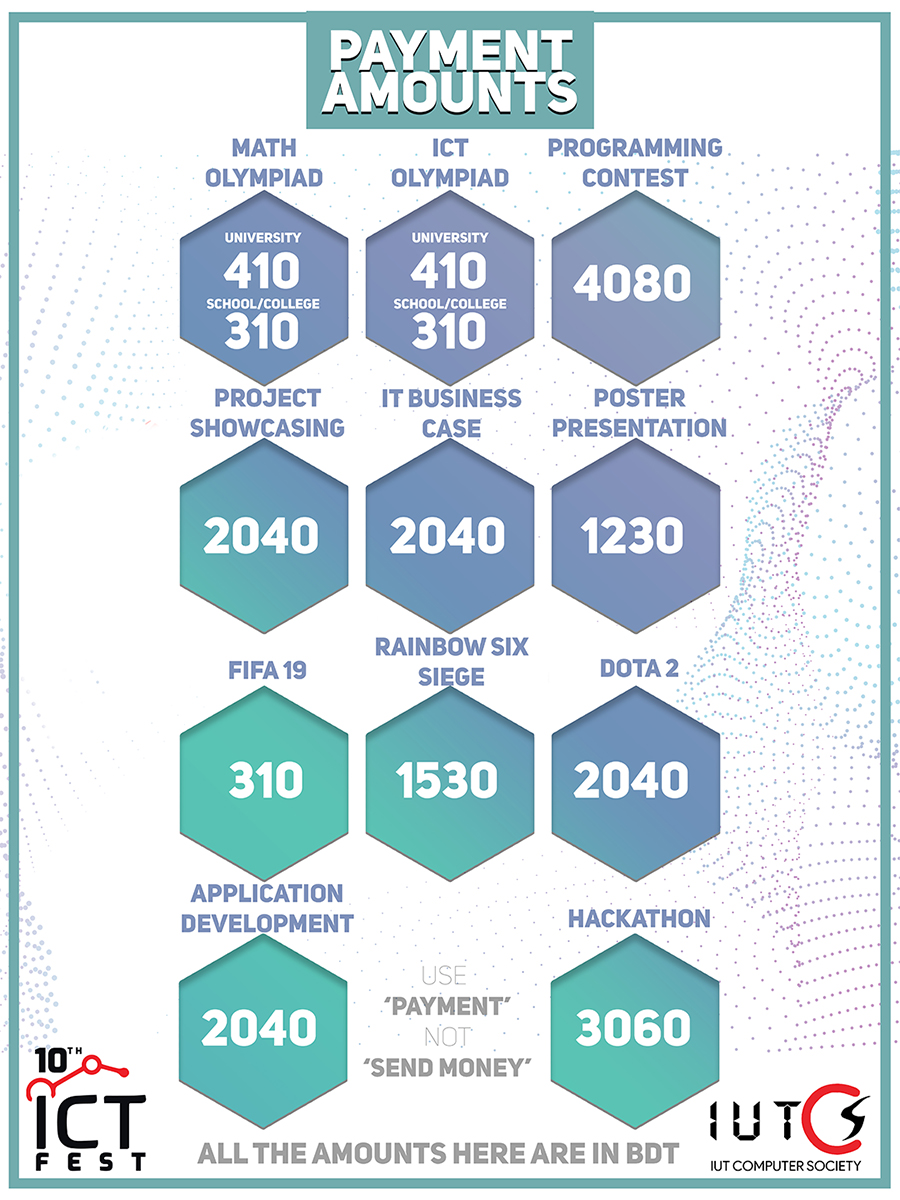 PAYMENT
AMOUNTS
MATH
OLYMPIAD
UNIVERSITY
410
SCHOOL/COLLEGE
310
ICT
OLYMPIAD
UNIVERSITY
410
SCHOOL/COLLEGE
310
PROGRAMMING
CONTEST
4080
PROJECT
SHOWCASING
2040
IT BUSINESS
CASE
2040
POSTER
PRESENTATION
1230
FIFA 19
310
RAINBOW SIX
SIEGE
1530
DOTA 2
2040
APPLICATION
DEVELOPMENT
2040
USE
‘PAYMENT’
NOT
‘SEND MONEY’
HACKATHON
3060
10TH
ICT
FEST
ALL THE AMOUNTS HERE ARE IN BDT
IUTCS
IUT COMPUTER SOCIETY